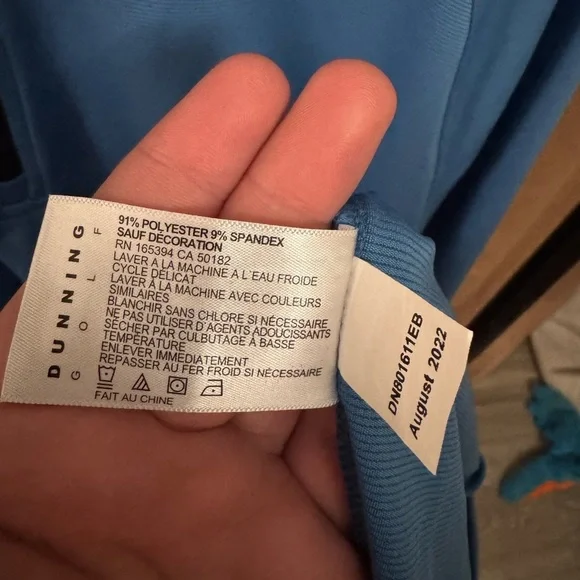 DUNNING
GOLF
91% POLYESTER 9% SPANDEX
SAUF DÉCORATION
RN 165394 CA 50182
LAVER À LA MACHINE A L'EAU FROIDE
CYCLE DÉLICAT
LAVER À LA MACHINE AVEC COULEURS
SIMILAIRES
BLANCHIR SANS CHLORE SI NÉCESSAIRE
NE PAS UTILISER D'AGENTS ADOUCISSANTS
SÉCHER PAR CULBUTAGE À BASSE
TEMPÉRATURE
ENLEVER IMMÉDIATEMENT
REPASSER AU FER FROID SI NÉCESSAIRE
FAIT AU CHINE
DN801611EB
August 2022